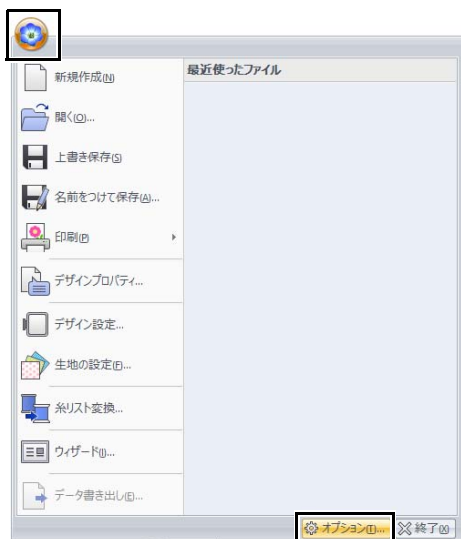 最近使ったファイル
新規作成(N)
開く(O)...
上書き保存(S)
名前をつけて保存(A)...
印刷(P)
デザインプロパティ...
デザイン設定...
生地の設定(F)...
糸リスト変換...
ウィザード(I)...
データ書き出し(E)...
オプション(T)... 終了(X)